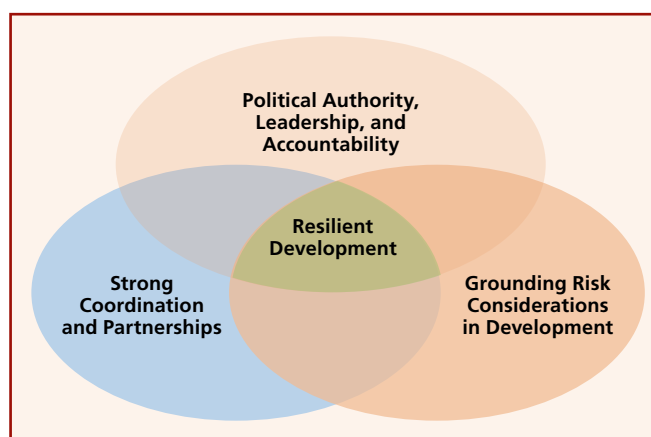 Political Authority,
Leadership, and
Accountability
Resilient
Development
Strong
Coordination
and Partnerships
Grounding Risk
Considerations
in Development